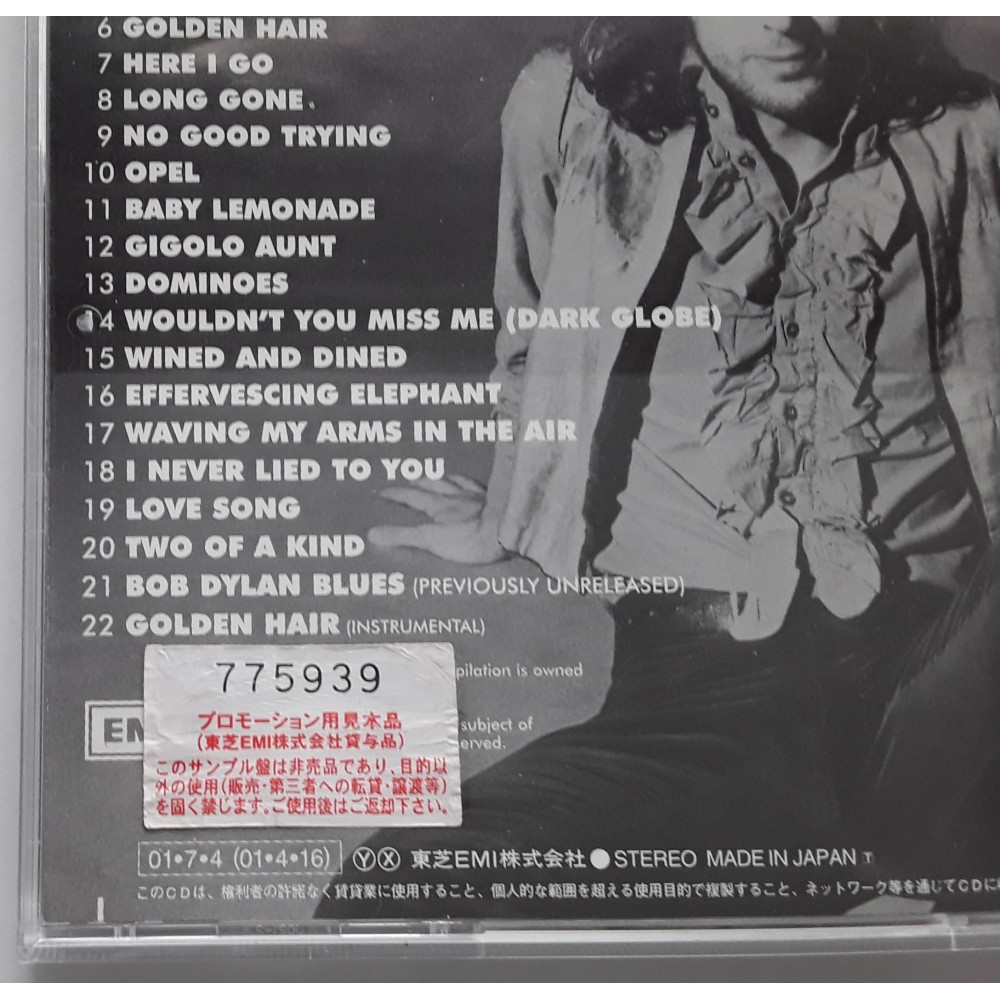 6 GOLDEN HAIR
7 HERE I GO
8 LONG GONE
9 NO GOOD TRYING
10 OPEL
11 BABY LEMONADE
12 GIGOLO AUNT
13 DOMINOES
14 WOULDN'T YOU MISS ME (DARK GLOBE)
15 WINED AND DINED
16 EFFERVESCING ELEPHANT
17 WAVING MY ARMS IN THE AIR
18 I NEVER LIED TO YOU
19 LOVE SONG
20 TWO OF A KIND
21 BOB DYLAN BLUES (PREVIOUSLY UNRELEASED)
22 GOLDEN HAIR (INSTRUMENTAL)
775939
pilation is owned
プロモーション用見本品
(東芝EMI株式会社貸与品)
EM
subject of
erved.
このサンプル盤は非売品であり、目的以
外の使用(販売・第三者への転貸・譲渡等)
を固く禁じます。ご使用後はご返却下さい。
01・7・4 (01・4・16) Ⓨ Ⓧ 東芝EMI株式会社 ● STEREO MADE IN JAPAN T
このCDは、権利者の許諾なく賃貸業に使用すること、個人的な範囲を超える使用目的で複製すること、ネットワーク等を通じてCDに